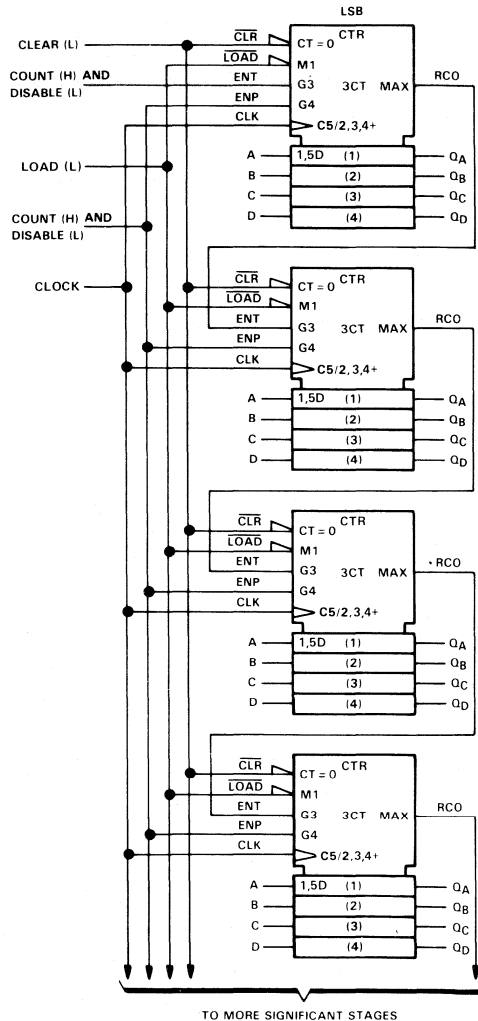 LSB
CLEAR (L)
CLR
CT = 0 CTR
LOAD
M1
COUNT (H) AND
DISABLE (L)
ENT
G3 3CT MAX
RCO
ENP
G4
CLK
C5/2,3,4+
A 1,5D (1) QA
LOAD (L)
B (2) QB
C (3) QC
D (4) QD
COUNT (H) AND
DISABLE (L)
CLOCK
CLR
CT = 0 CTR
LOAD
M1
ENT
G3 3CT MAX
RCO
ENP
G4
CLK
C5/2,3,4+
A 1,5D (1) QA
B (2) QB
C (3) QC
D (4) QD
CLR
CT = 0 CTR
LOAD
M1
ENT
G3 3CT MAX
RCO
ENP
G4
CLK
C5/2,3,4+
A 1,5D (1) QA
B (2) QB
C (3) QC
D (4) QD
CLR
CT = 0 CTR
LOAD
M1
ENT
G3 3CT MAX
RCO
ENP
G4
CLK
C5/2,3,4+
A 1,5D (1) QA
B (2) QB
C (3) QC
D (4) QD
TO MORE SIGNIFICANT STAGES